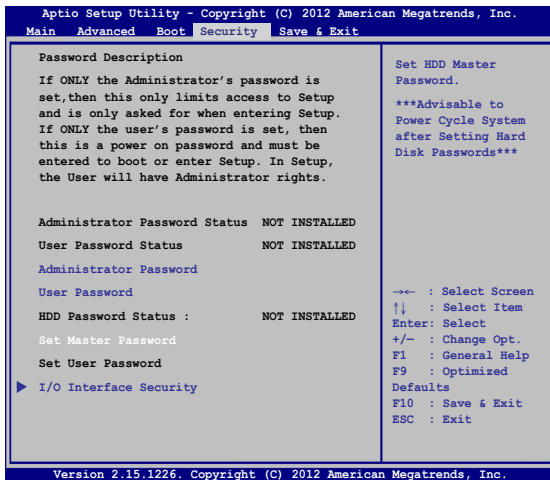 Aptio Setup Utility - Copyright (C) 2012 American Megatrends, Inc.
Main Advanced Boot Security Save & Exit
Password Description
If ONLY the Administrator's password is
set,then this only limits access to Setup
and is only asked for when entering Setup.
If ONLY the user's password is set, then
this is a power on password and must be
entered to boot or enter Setup. In Setup,
the User will have Administrator rights.
Administrator Password Status NOT INSTALLED
User Password Status NOT INSTALLED
Administrator Password
User Password
HDD Password Status : NOT INSTALLED
Set Master Password
Set User Password
I/O Interface Security
Set HDD Master
Password.
***Advisable to
Power Cycle System
after Setting Hard
Disk Passwords***
→← : Select Screen
↑↓ : Select Item
Enter: Select
+/— : Change Opt.
F1 : General Help
F9 : Optimized
Defaults
F10 : Save & Exit
ESC : Exit
Version 2.15.1226. Copyright (C) 2012 American Megatrends, Inc.